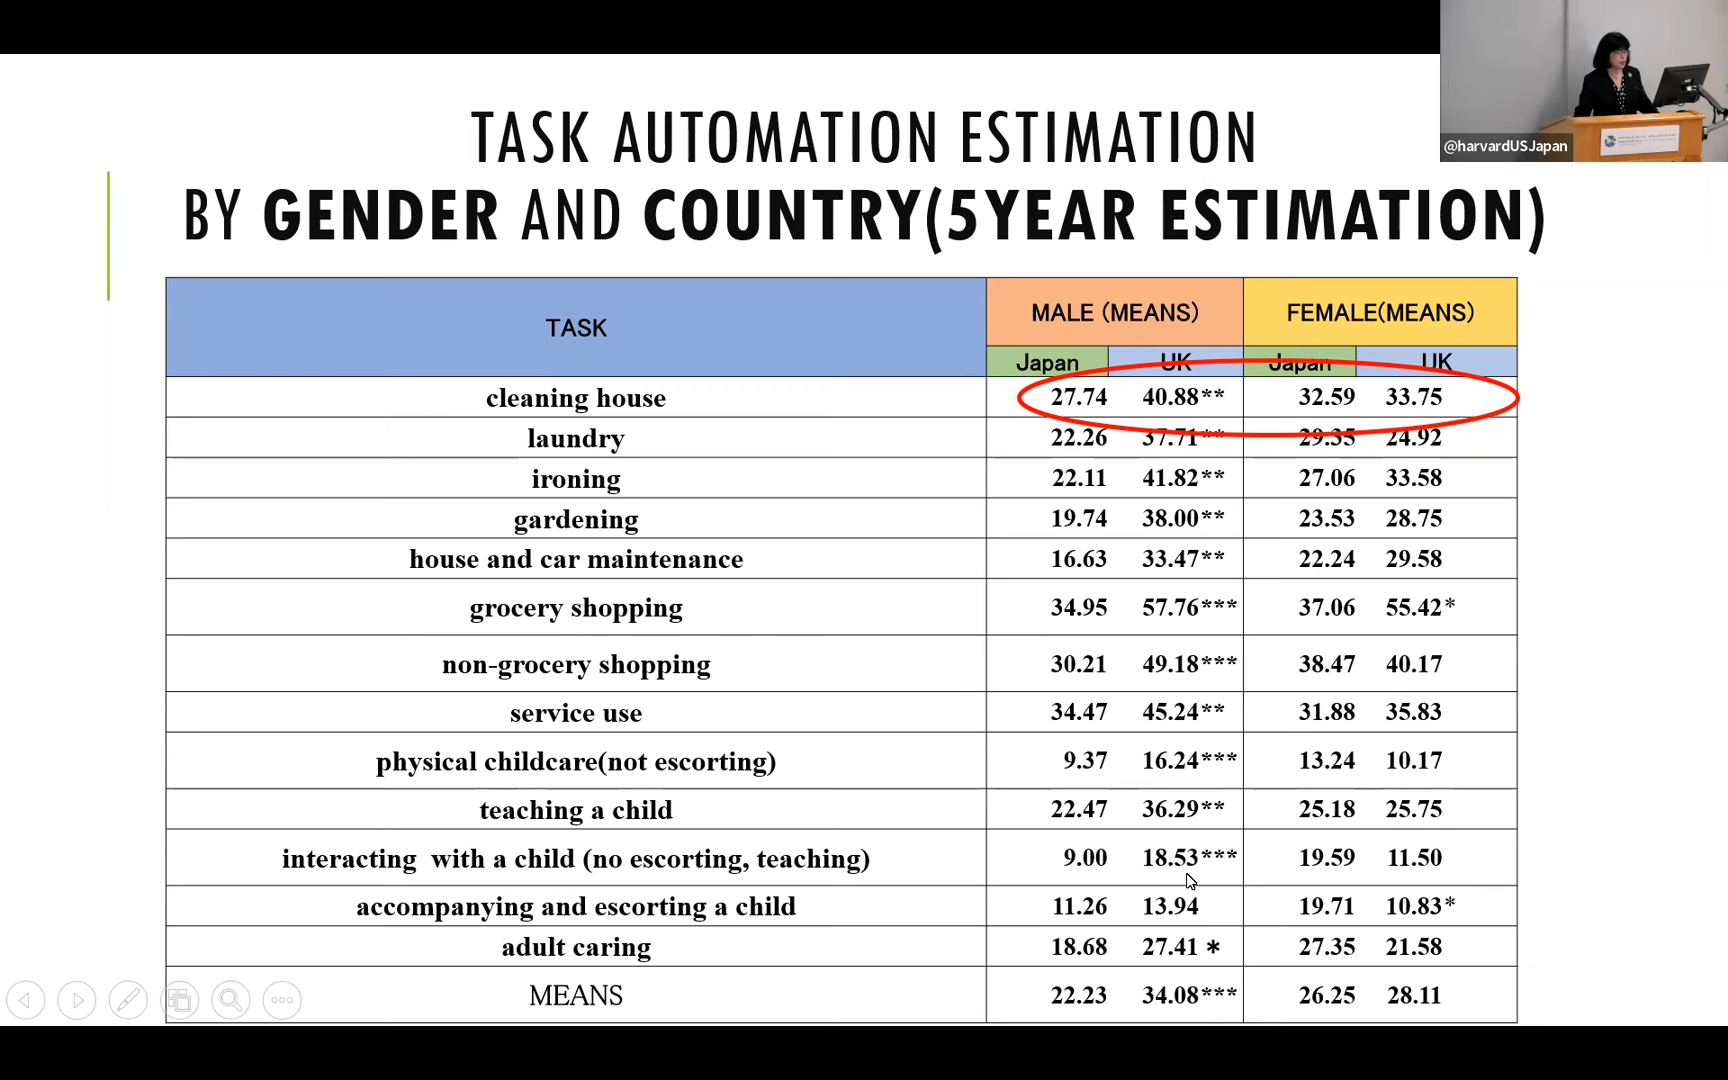 @harvardUSJapan
TASK AUTOMATION ESTIMATION
BY GENDER AND COUNTRY(5YEAR ESTIMATION)
TASK MALE (MEANS) FEMALE(MEANS)
Japan UK Japan UK
cleaning house 27.74 40.88** 32.59 33.75
laundry 22.26 37.71** 29.35 24.92
ironing 22.11 41.82** 27.06 33.58
gardening 19.74 38.00** 23.53 28.75
house and car maintenance 16.63 33.47** 22.24 29.58
grocery shopping 34.95 57.76*** 37.06 55.42*
non-grocery shopping 30.21 49.18*** 38.47 40.17
service use 34.47 45.24** 31.88 35.83
physical childcare(not escorting) 9.37 16.24*** 13.24 10.17
teaching a child 22.47 36.29** 25.18 25.75
interacting with a child (no escorting, teaching) 9.00 18.53*** 19.59 11.50
accompanying and escorting a child 11.26 13.94 19.71 10.83*
adult caring 18.68 27.41 * 27.35 21.58
MEANS 22.23 34.08*** 26.25 28.11